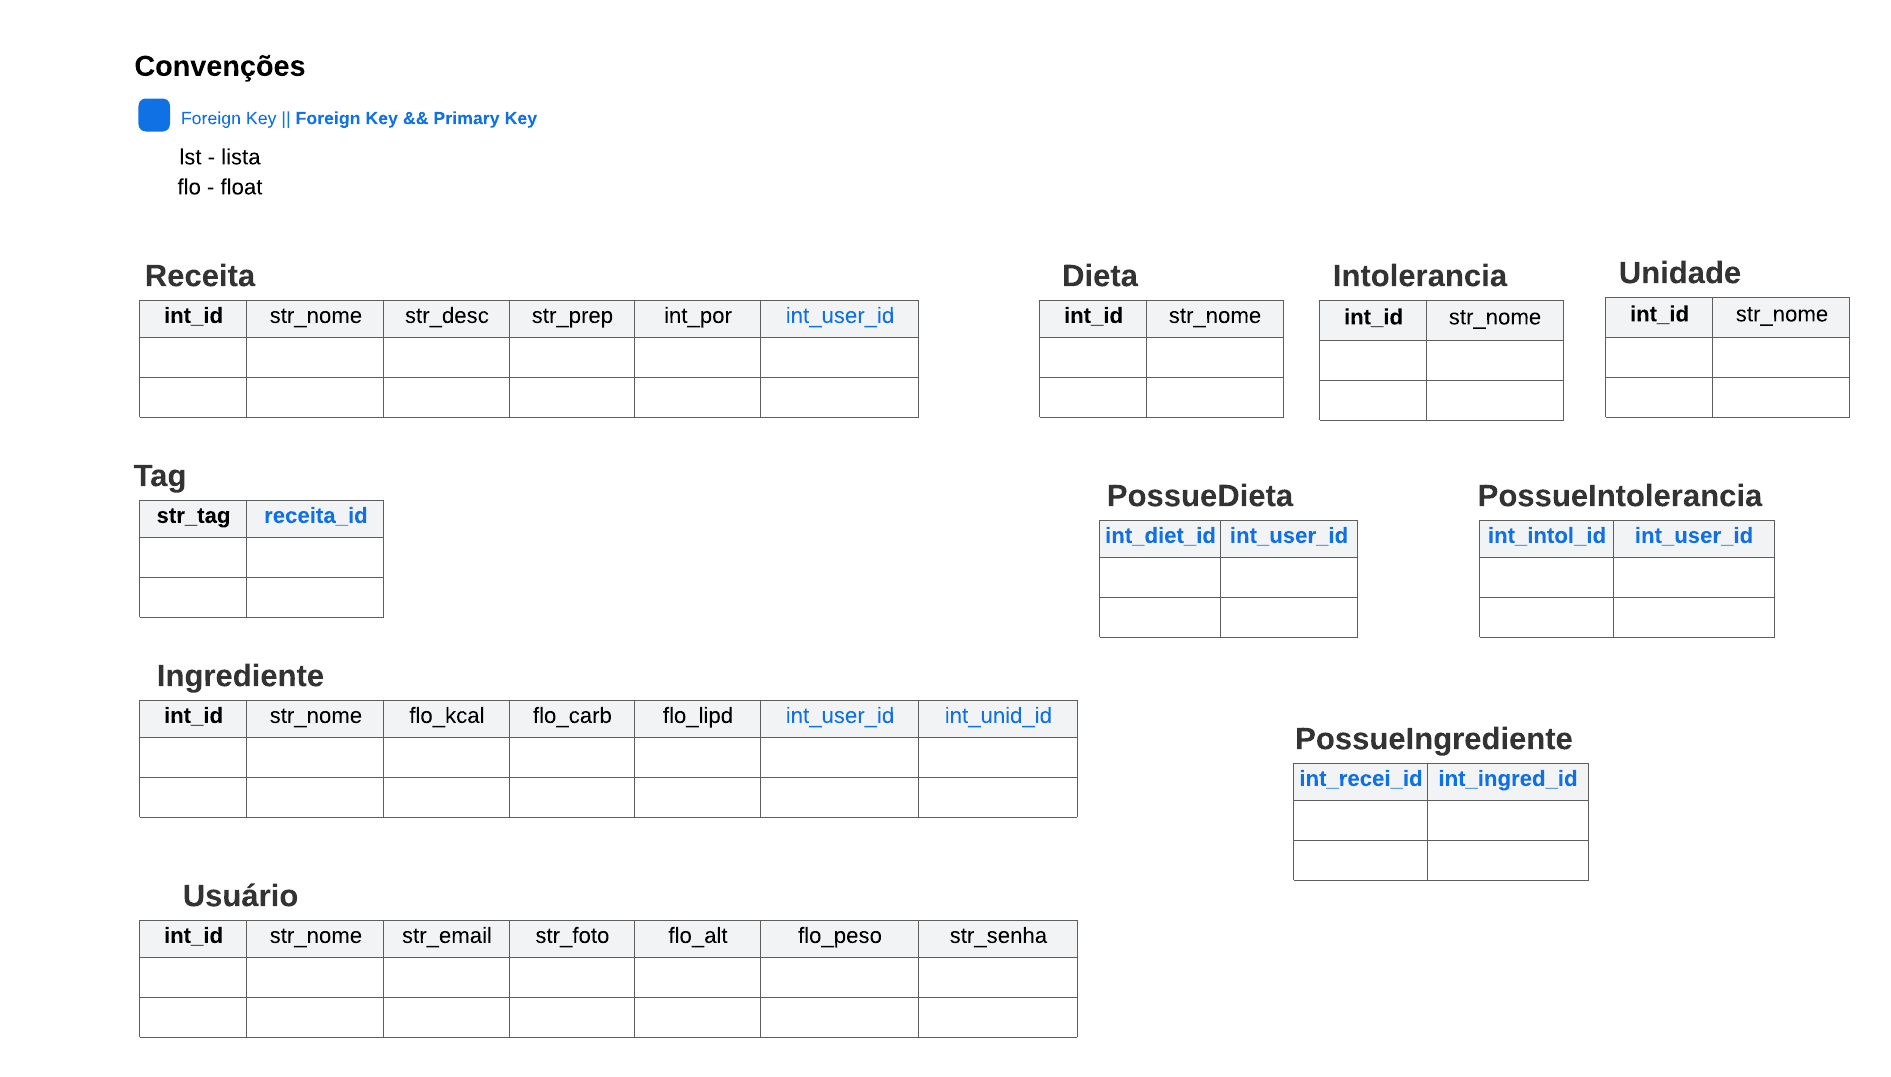 Convenções
Foreign Key || Foreign Key && Primary Key
lst - lista
flo - float
Receita
int_id str_nome str_desc str_prep int_por int_user_id
Dieta
int_id str_nome
Intolerancia
int_id str_nome
Unidade
int_id str_nome
Tag
str_tag receita_id
PossueDieta
int_diet_id int_user_id
PossueIntolerancia
int_intol_id int_user_id
Ingrediente
int_id str_nome flo_kcal flo_carb flo_lipd int_user_id int_unid_id
PossueIngrediente
int_recei_id int_ingred_id
Usuário
int_id str_nome str_email str_foto flo_alt flo_peso str_senha